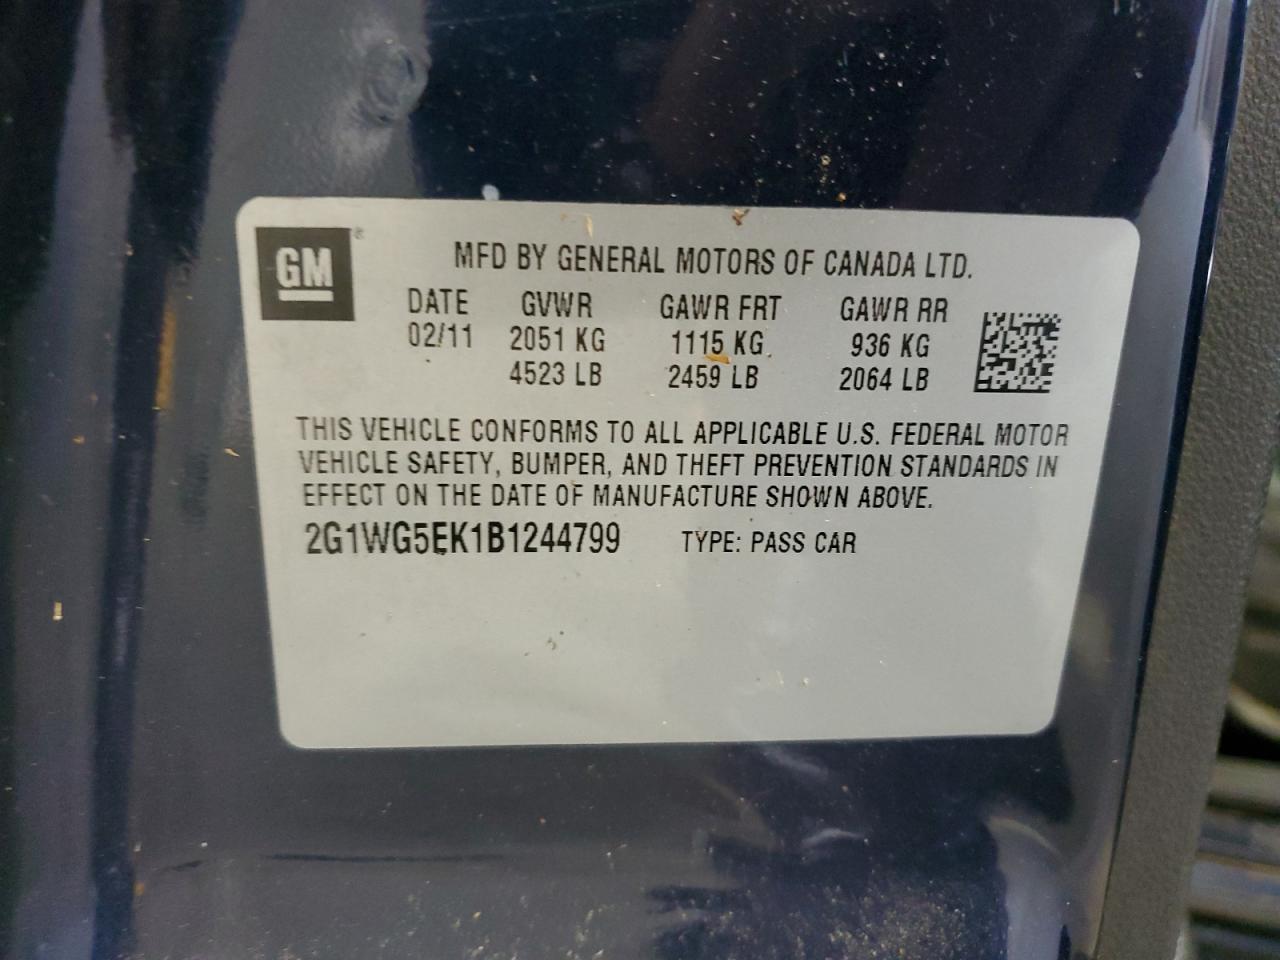 GM ®
MFD BY GENERAL MOTORS OF CANADA LTD.
DATE GVWR GAWR FRT GAWR RR
02/11 2051 KG 1115 KG 936 KG
4523 LB 2459 LB 2064 LB
THIS VEHICLE CONFORMS TO ALL APPLICABLE U.S. FEDERAL MOTOR
VEHICLE SAFETY, BUMPER, AND THEFT PREVENTION STANDARDS IN
EFFECT ON THE DATE OF MANUFACTURE SHOWN ABOVE.
2G1WG5EK1B1244799 TYPE: PASS CAR